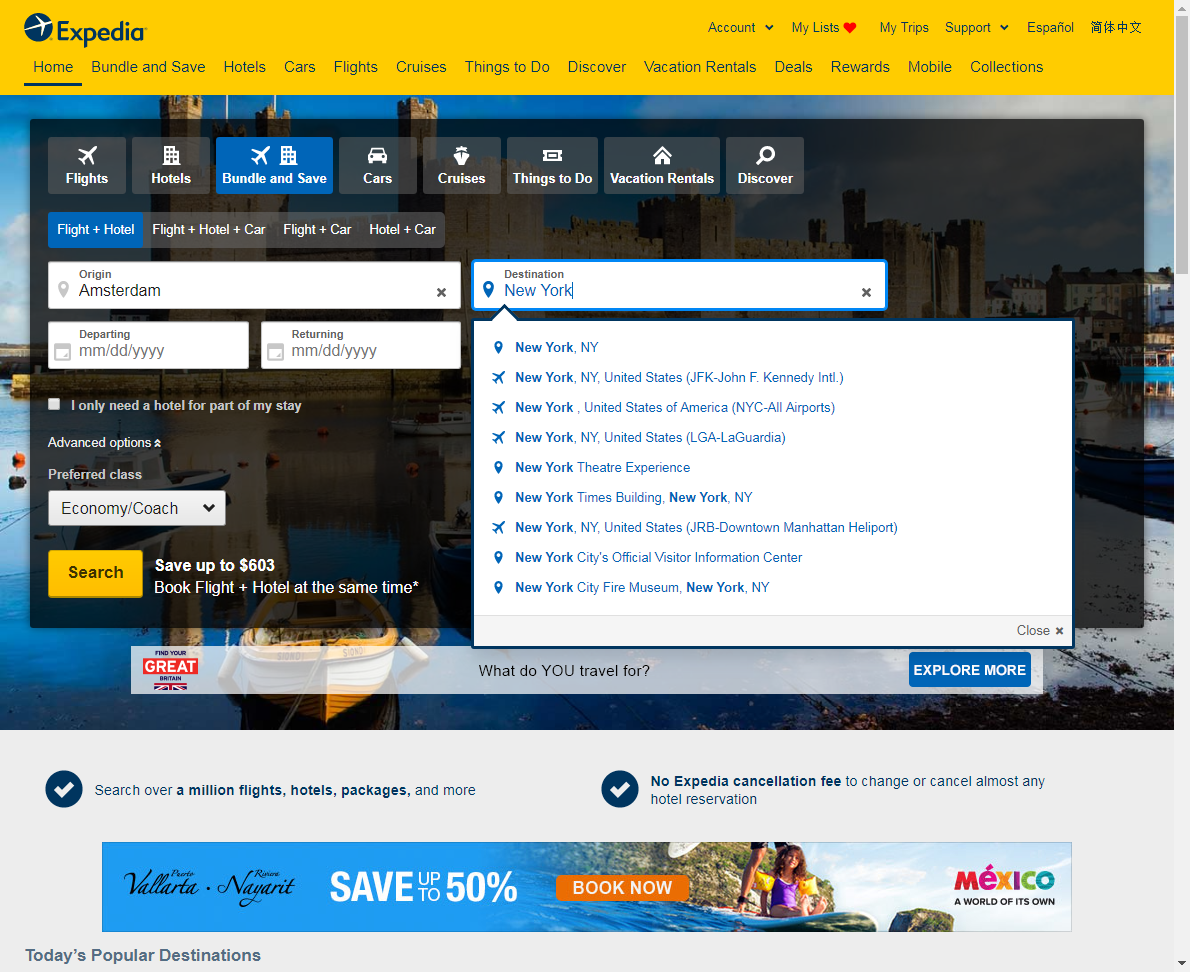 Expedia
Account
My Lists
My Trips
Support
Español
简体中文
Home
Bundle and Save
Hotels
Cars
Flights
Cruises
Things to Do
Discover
Vacation Rentals
Deals
Rewards
Mobile
Collections
Flights
Hotels
Bundle and Save
Cars
Cruises
Things to Do
Vacation Rentals
Discover
Flight + Hotel
Flight + Hotel + Car
Flight + Car
Hotel + Car
Origin
Amsterdam
Destination
New York
Departing
mm/dd/yyyy
Returning
mm/dd/yyyy
New York, NY
New York, NY, United States (JFK-John F. Kennedy Intl.)
New York , United States of America (NYC-All Airports)
New York, NY, United States (LGA-LaGuardia)
New York Theatre Experience
New York Times Building, New York, NY
New York, NY, United States (JRB-Downtown Manhattan Heliport)
New York City's Official Visitor Information Center
New York City Fire Museum, New York, NY
Close
I only need a hotel for part of my stay
Advanced options
Preferred class
Economy/Coach
Search
Save up to $603
Book Flight + Hotel at the same time*
FIND YOUR
GREAT
BRITAIN
What do YOU travel for?
EXPLORE MORE
Search over a million flights, hotels, packages, and more
No Expedia cancellation fee to change or cancel almost any
hotel reservation
Puerto
Vallarta
Riviera
Nayarit
SAVE UP TO 50%
BOOK NOW
MéxICO
A WORLD OF ITS OWN
Today’s Popular Destinations